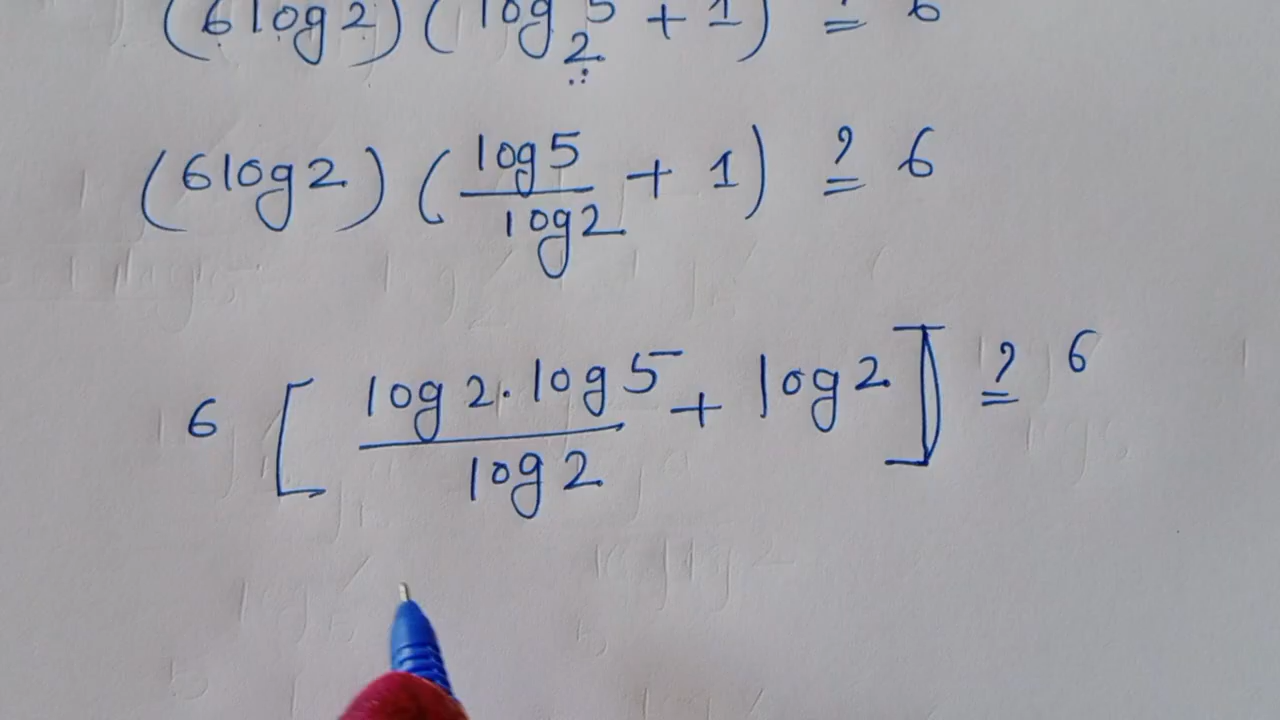 (6log2)(log₂5 + 1) ≟ 6
(6log2)(log5/log2 + 1) ≟ 6
6[log2.log5/log2 + log2] ≟ 6